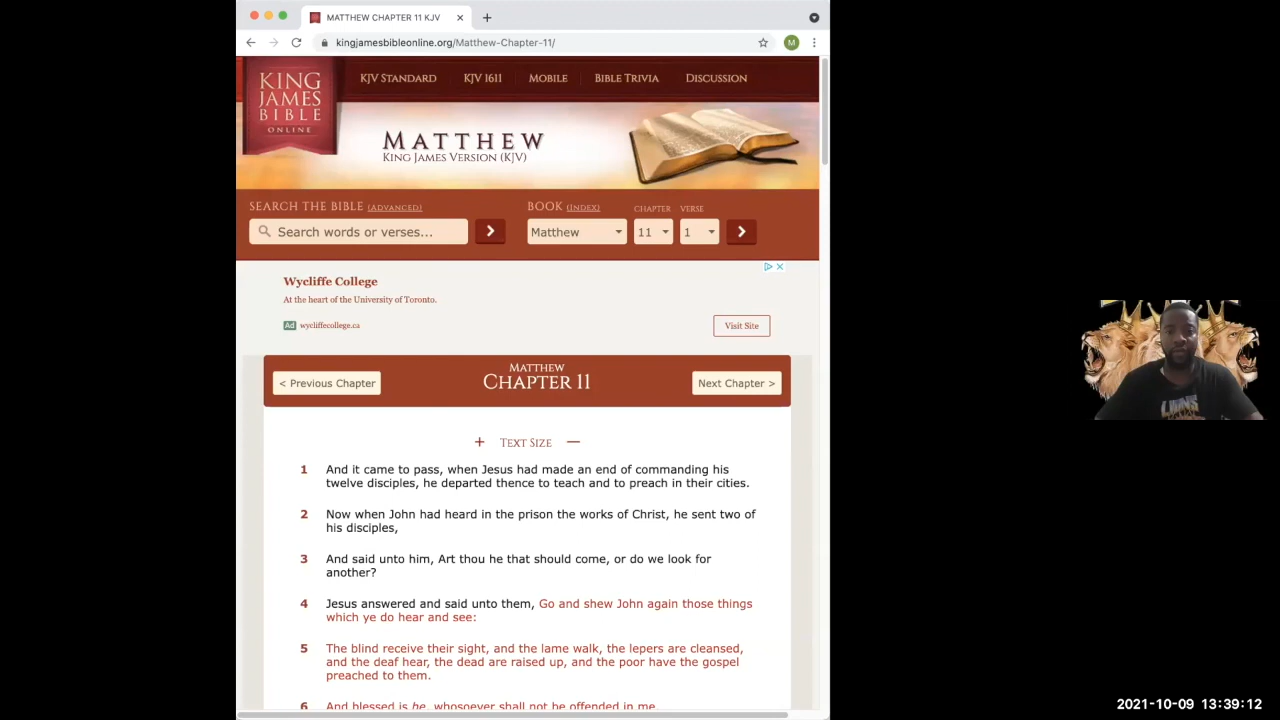 MATTHEW CHAPTER 11 KJV
kingjamesbibleonline.org/Matthew-Chapter-11/
M
KING
JAMES
BIBLE
ONLINE
KJV STANDARD
KJV 1611
MOBILE
BIBLE TRIVIA
DISCUSSION
MATTHEW
KING JAMES VERSION (KJV)
SEARCH THE BIBLE (ADVANCED)
BOOK (INDEX)
CHAPTER
VERSE
Search words or verses...
Matthew
11
1
Wycliffe College
At the heart of the University of Toronto.
Ad wycliffecollege.ca
Visit Site
< Previous Chapter
MATTHEW
CHAPTER 11
Next Chapter >
+ TEXT SIZE —
1 And it came to pass, when Jesus had made an end of commanding his
twelve disciples, he departed thence to teach and to preach in their cities.
2 Now when John had heard in the prison the works of Christ, he sent two of
his disciples,
3 And said unto him, Art thou he that should come, or do we look for
another?
4 Jesus answered and said unto them, Go and shew John again those things
which ye do hear and see:
5 The blind receive their sight, and the lame walk, the lepers are cleansed,
and the deaf hear, the dead are raised up, and the poor have the gospel
preached to them.
6 And blessed is he, whosoever shall not be offended in me.
2021-10-09 13:39:12